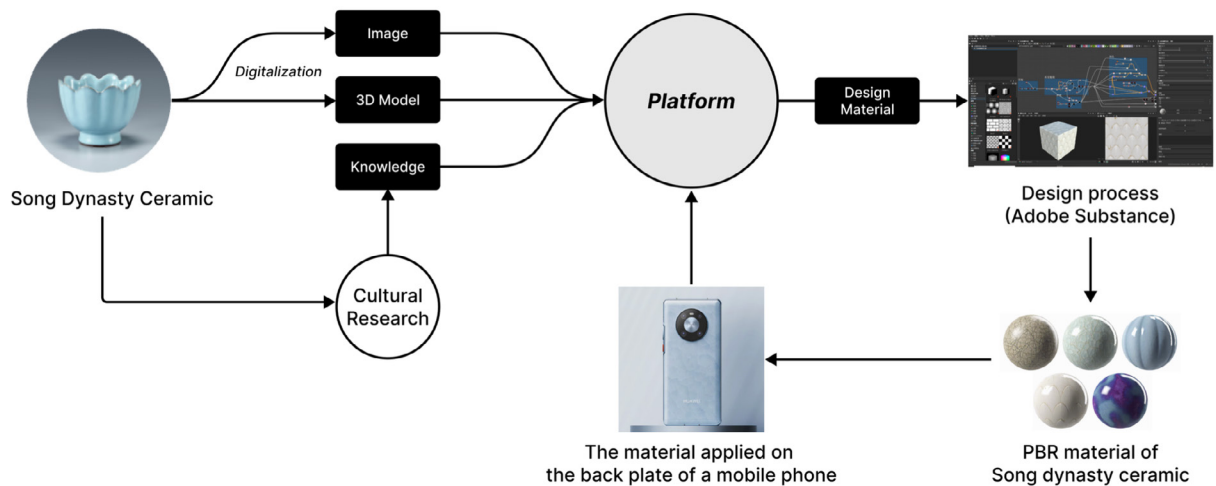 Image
Digitalization
3D Model
Knowledge
Song Dynasty Ceramic
Cultural
Research
Platform
Design
Material
Design process
(Adobe Substance)
The material applied on
the back plate of a mobile phone
PBR material of
Song dynasty ceramic